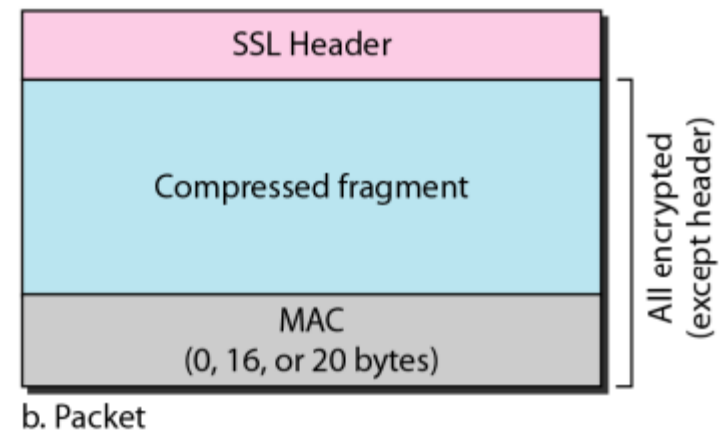 SSL Header
Compressed fragment
MAC
(0, 16, or 20 bytes)
All encrypted
(except header)
b. Packet